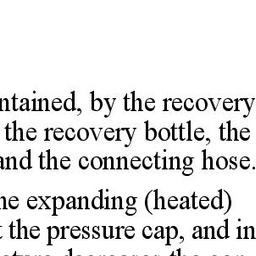 ntained, by the recovery
the recovery bottle, the
and the connecting hose.
he expanding (heated)
the pressure cap, and in